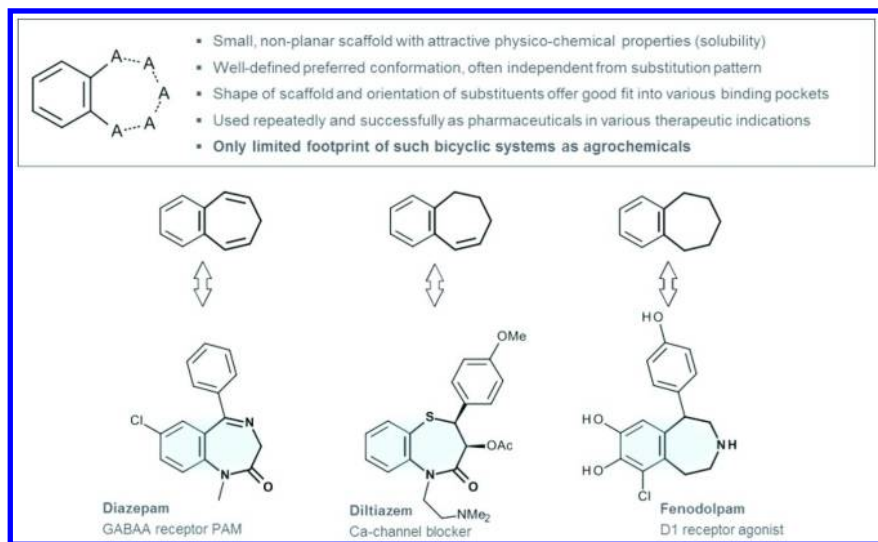 A A
A
A A
▪ Small, non-planar scaffold with attractive physico-chemical properties (solubility)
▪ Well-defined preferred conformation, often independent from substitution pattern
▪ Shape of scaffold and orientation of substituents offer good fit into various binding pockets
▪ Used repeatedly and successfully as pharmaceuticals in various therapeutic indications
▪ Only limited footprint of such bicyclic systems as agrochemicals
Cl
N
N
O
Diazepam
GABAA receptor PAM
OMe
S
OAc
N
O
NMe2
Diltiazem
Ca-channel blocker
HO
HO
NH
HO
Cl
Fenodolpam
D1 receptor agonist